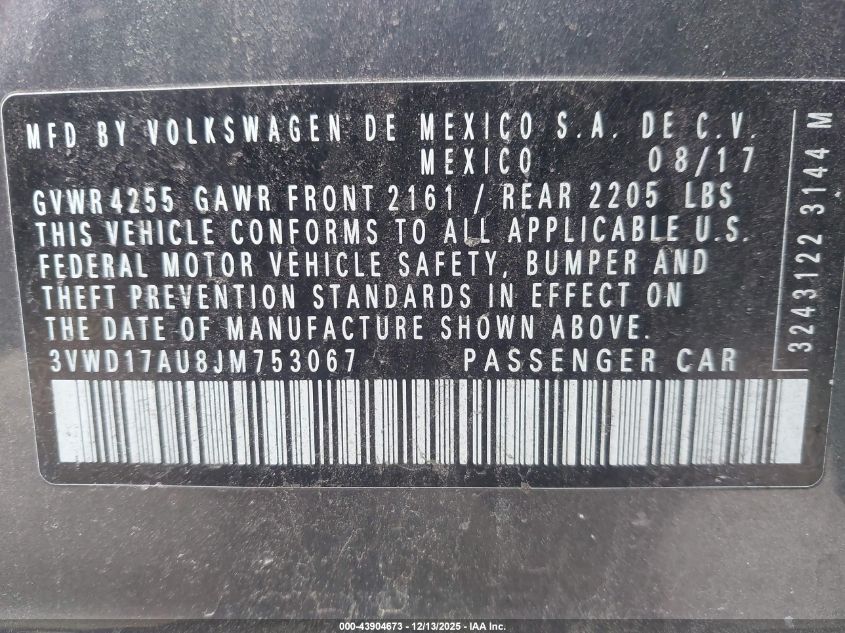 MFD BY VOLKSWAGEN DE MEXICO S.A. DE C.V.
MEXICO 08/17
GVWR 4255 GAWR FRONT 2161 / REAR 2205 LBS
THIS VEHICLE CONFORMS TO ALL APPLICABLE U.S.
FEDERAL MOTOR VEHICLE SAFETY, BUMPER AND
THEFT PREVENTION STANDARDS IN EFFECT ON
THE DATE OF MANUFACTURE SHOWN ABOVE.
3VWD17AU8JM753067 PASSENGER CAR
3243122 3144 M
000-43904673 - 12/13/2025 - IAA Inc.